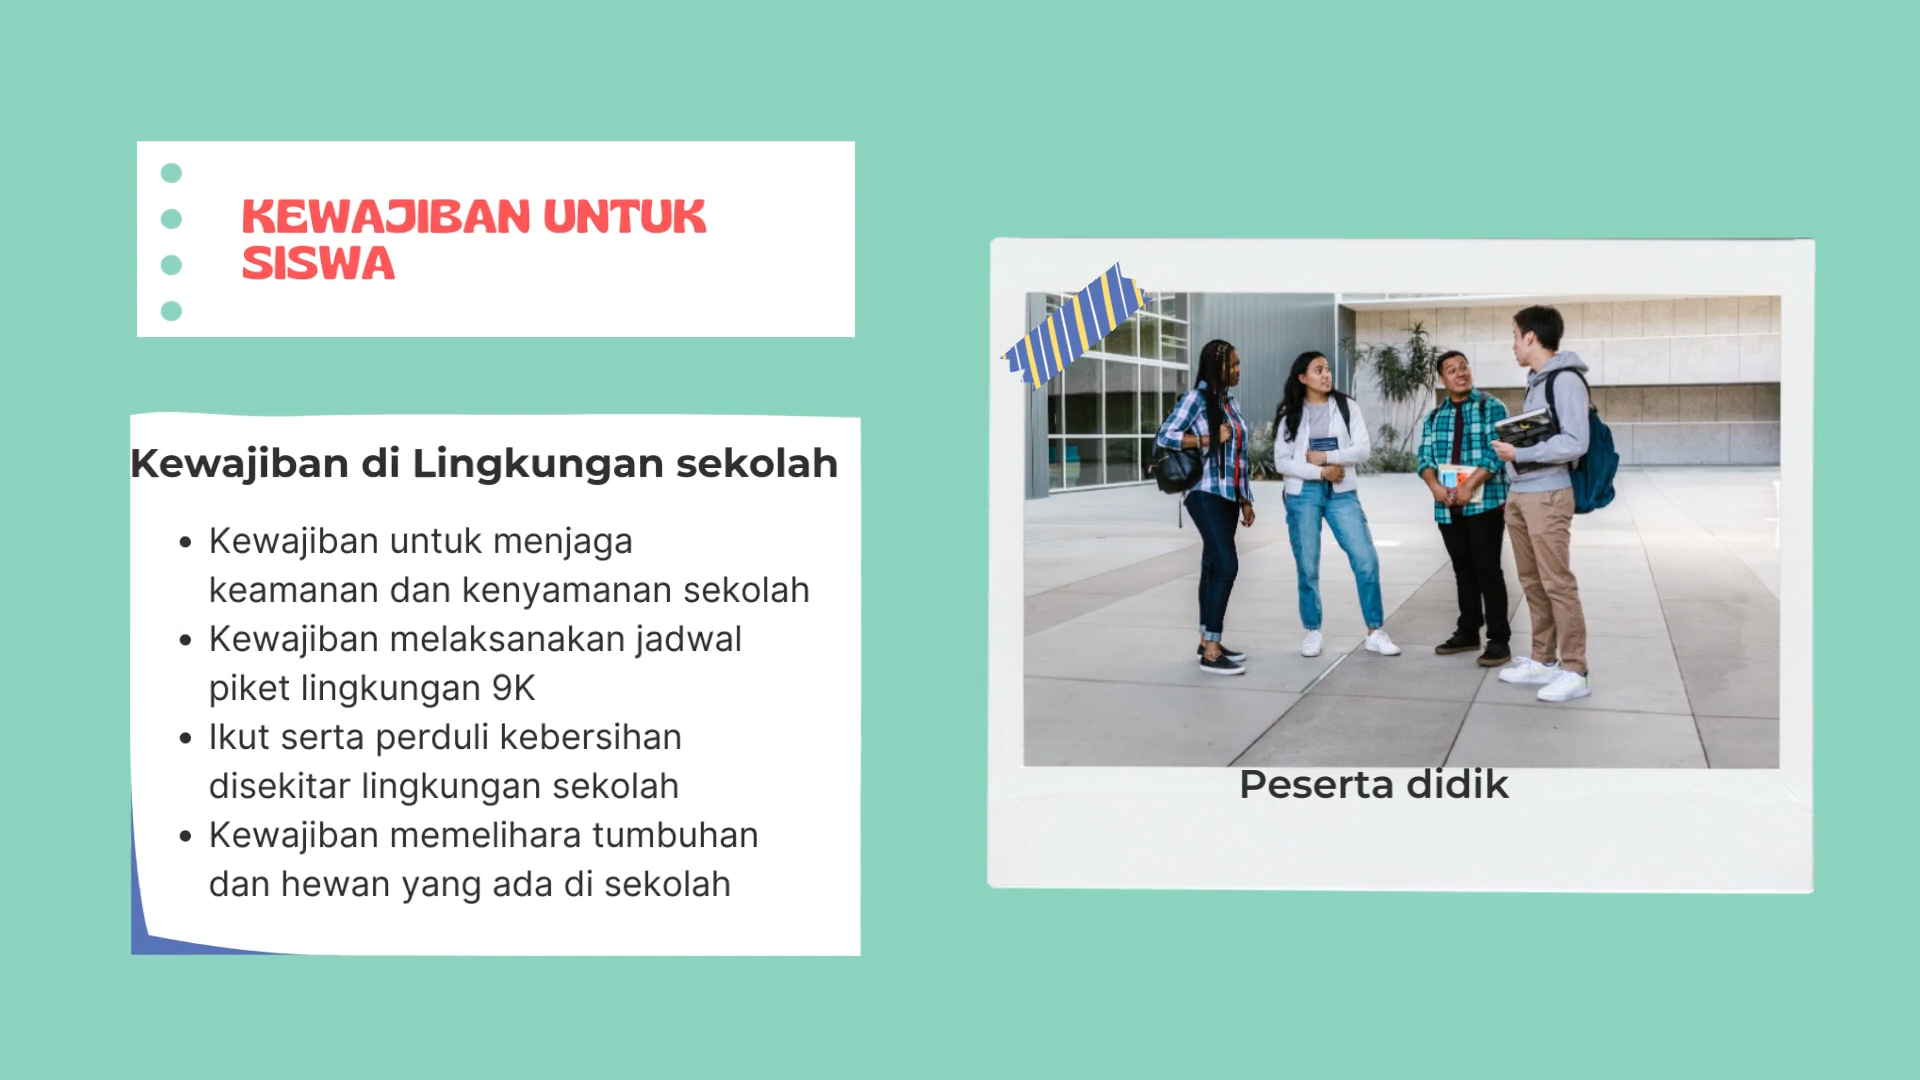 KEWAJIBAN UNTUK
SISWA
Kewajiban di Lingkungan sekolah
• Kewajiban untuk menjaga
keamanan dan kenyamanan sekolah
• Kewajiban melaksanakan jadwal
piket lingkungan 9K
• Ikut serta perduli kebersihan
disekitar lingkungan sekolah
• Kewajiban memelihara tumbuhan
dan hewan yang ada di sekolah
Peserta didik